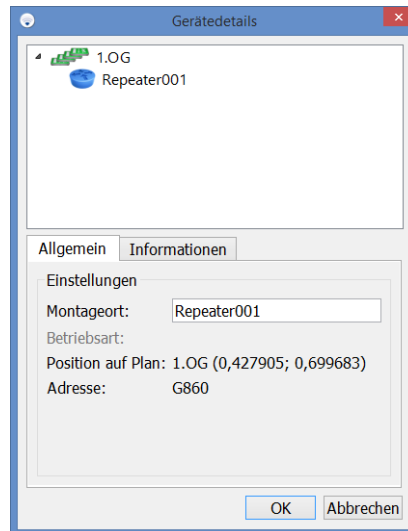 Gerätedetails
1.OG
Repeater001
Allgemein Informationen
Einstellungen
Montageort: Repeater001
Betriebsart:
Position auf Plan: 1.OG (0,427905; 0,699683)
Adresse: G860
OK Abbrechen